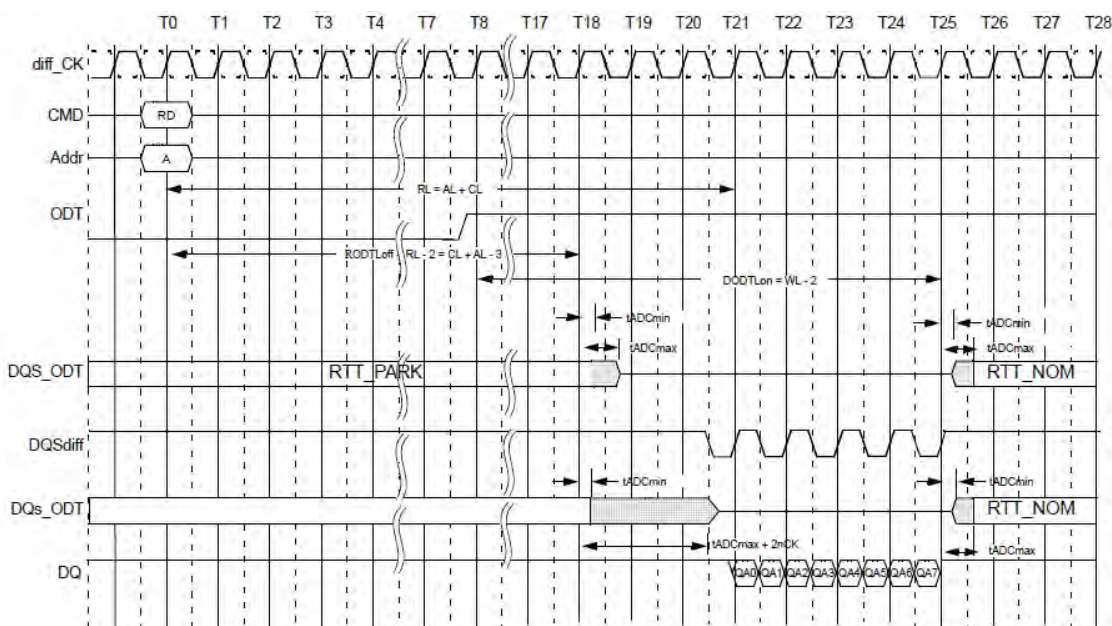 T0 T1 T2 T3 T4 T7 T8 T17 T18 T19 T20 T21 T22 T23 T24 T25 T26 T27 T28
diff_CK
CMD RD
Addr A
RL = AL + CL
ODT
RODTLoff RL - 2 = CL + AL - 3
DODTLon = WL - 2
tADCmin tADCmin
tADCmax tADCmax
DQS_ODT RTT_PARK RTT_NOM
DQSdiff
tADCmin tADCmin
DQs_ODT RTT_NOM
tADCmax + 2nCK tADCmax
DQ QA0 QA1 QA2 QA3 QA4 QA5 QA6 QA7